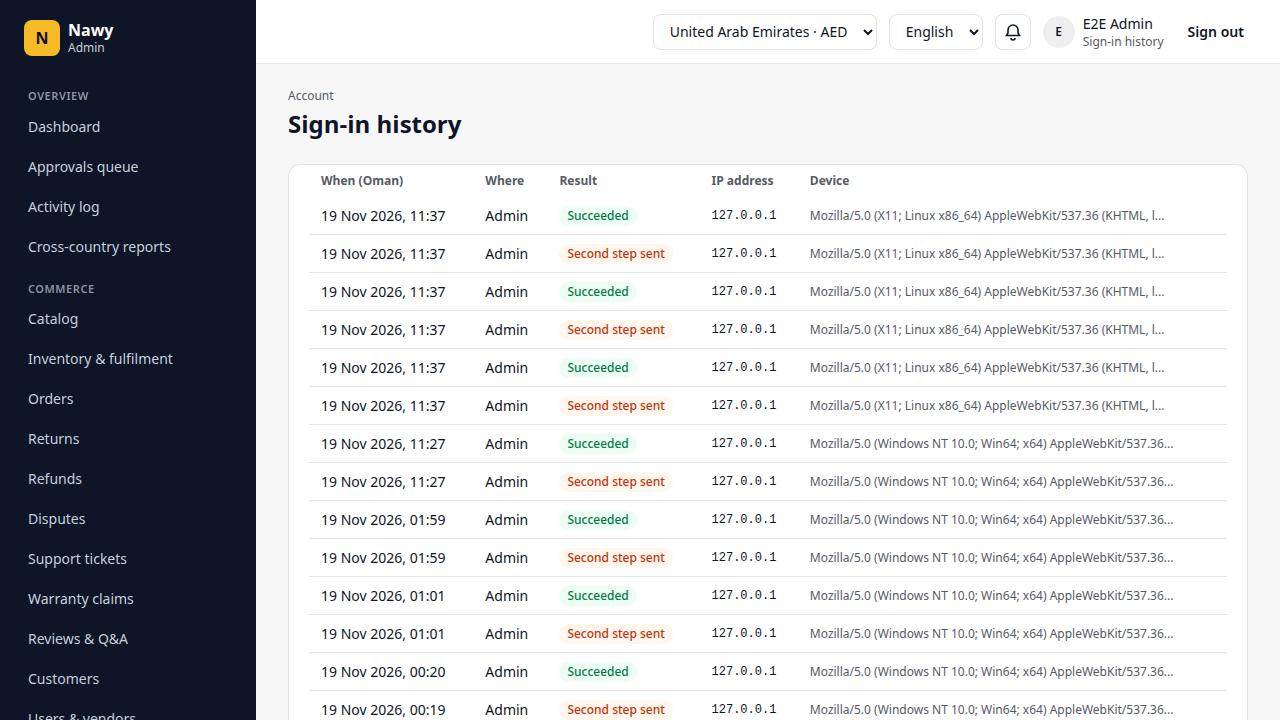 N
Nawy
Admin
United Arab Emirates · AED
English
E
E2E Admin
Sign-in history
Sign out
OVERVIEW
Dashboard
Approvals queue
Activity log
Cross-country reports
COMMERCE
Catalog
Inventory & fulfilment
Orders
Returns
Refunds
Disputes
Support tickets
Warranty claims
Reviews & Q&A
Customers
Users & vendors
Account
Sign-in history
When (Oman) Where Result IP address Device
19 Nov 2026, 11:37 Admin Succeeded 127.0.0.1 Mozilla/5.0 (X11; Linux x86_64) AppleWebKit/537.36 (KHTML, l...
19 Nov 2026, 11:37 Admin Second step sent 127.0.0.1 Mozilla/5.0 (X11; Linux x86_64) AppleWebKit/537.36 (KHTML, l...
19 Nov 2026, 11:37 Admin Succeeded 127.0.0.1 Mozilla/5.0 (X11; Linux x86_64) AppleWebKit/537.36 (KHTML, l...
19 Nov 2026, 11:37 Admin Second step sent 127.0.0.1 Mozilla/5.0 (X11; Linux x86_64) AppleWebKit/537.36 (KHTML, l...
19 Nov 2026, 11:37 Admin Succeeded 127.0.0.1 Mozilla/5.0 (X11; Linux x86_64) AppleWebKit/537.36 (KHTML, l...
19 Nov 2026, 11:37 Admin Second step sent 127.0.0.1 Mozilla/5.0 (X11; Linux x86_64) AppleWebKit/537.36 (KHTML, l...
19 Nov 2026, 11:27 Admin Succeeded 127.0.0.1 Mozilla/5.0 (Windows NT 10.0; Win64; x64) AppleWebKit/537.36...
19 Nov 2026, 11:27 Admin Second step sent 127.0.0.1 Mozilla/5.0 (Windows NT 10.0; Win64; x64) AppleWebKit/537.36...
19 Nov 2026, 01:59 Admin Succeeded 127.0.0.1 Mozilla/5.0 (Windows NT 10.0; Win64; x64) AppleWebKit/537.36...
19 Nov 2026, 01:59 Admin Second step sent 127.0.0.1 Mozilla/5.0 (Windows NT 10.0; Win64; x64) AppleWebKit/537.36...
19 Nov 2026, 01:01 Admin Succeeded 127.0.0.1 Mozilla/5.0 (Windows NT 10.0; Win64; x64) AppleWebKit/537.36...
19 Nov 2026, 01:01 Admin Second step sent 127.0.0.1 Mozilla/5.0 (Windows NT 10.0; Win64; x64) AppleWebKit/537.36...
19 Nov 2026, 00:20 Admin Succeeded 127.0.0.1 Mozilla/5.0 (Windows NT 10.0; Win64; x64) AppleWebKit/537.36...
19 Nov 2026, 00:19 Admin Second step sent 127.0.0.1 Mozilla/5.0 (Windows NT 10.0; Win64; x64) AppleWebKit/537.36...